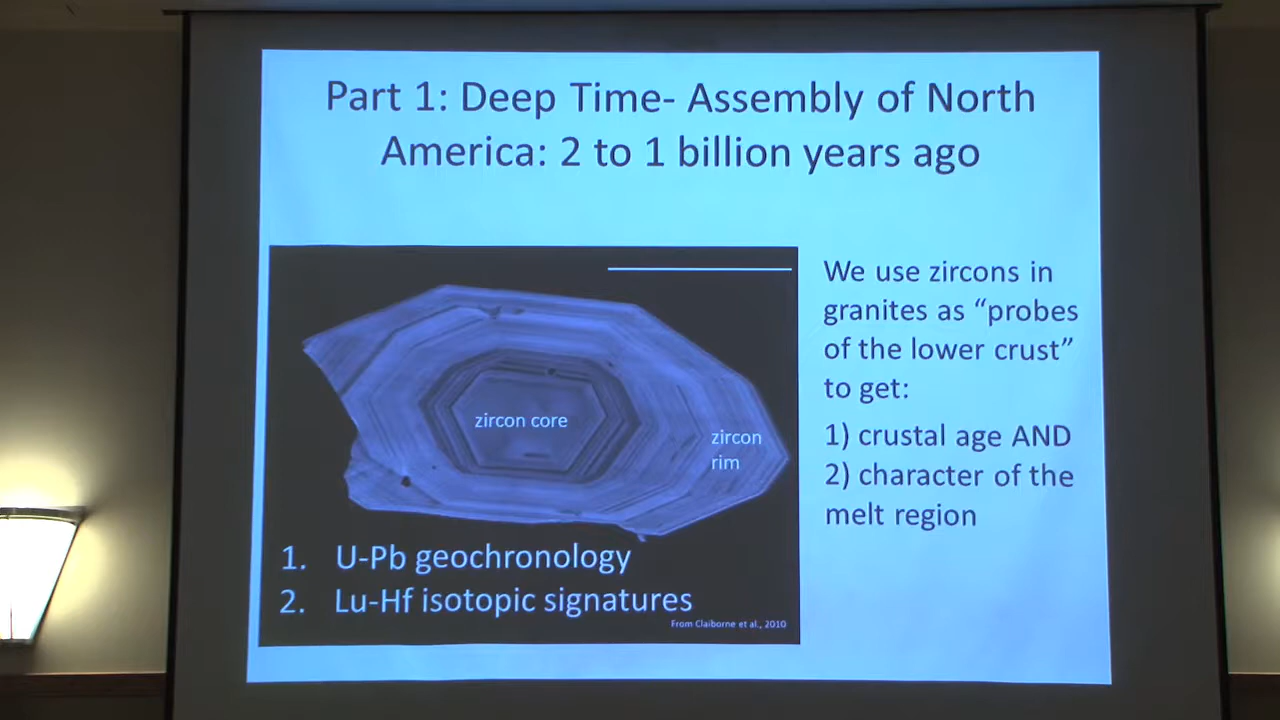 Part 1: Deep Time- Assembly of North
America: 2 to 1 billion years ago
zircon core
zircon
rim
1. U-Pb geochronology
2. Lu-Hf isotopic signatures
From Claiborne et al., 2010
We use zircons in
granites as “probes
of the lower crust”
to get:
1) crustal age AND
2) character of the
melt region